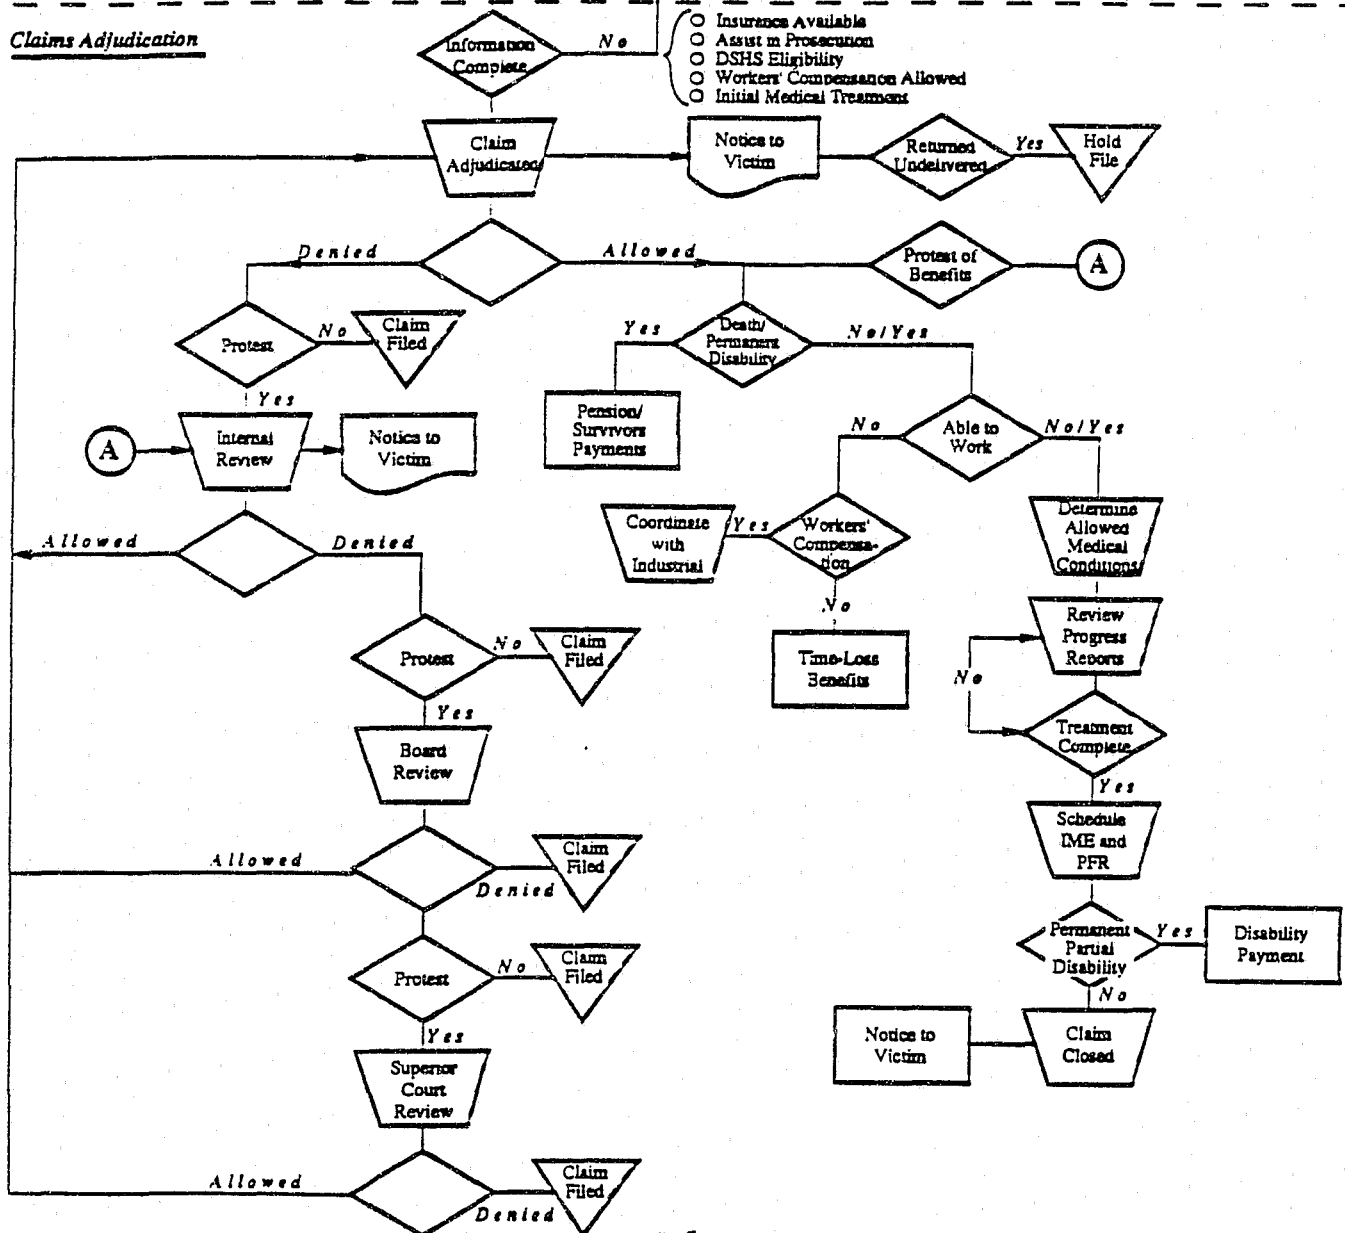 Claims Adjudication
Information
Complete
No
O Insurance Available
O Assist in Prosecution
O DSHS Eligibility
O Workers' Compensation Allowed
O Initial Medical Treatment
Claim
Adjudicated
Notice to
Victim
Returned
Undelivered
Yes
Hold
File
Denied
Allowed
Protest of
Benefits
A
Protest
No
Claim
Filed
Yes
Death/
Permanent
Disability
No/Yes
Yes
Pension/
Survivors
Payments
A
Internal
Review
Notice to
Victim
No
Able to
Work
No/Yes
Allowed
Denied
Coordinate
with
Industrial
Yes
Workers'
Compensa-
tion
No
Time-Loss
Benefits
Determine
Allowed
Medical
Conditions
Review
Progress
Reports
No
Treatment
Complete
Yes
Schedule
IME and
PFR
Permanent
Partial
Disability
Yes
Disability
Payment
No
Claim
Closed
Notice to
Victim
Protest
No
Claim
Filed
Yes
Board
Review
Allowed
Denied
Claim
Filed
Protest
No
Claim
Filed
Yes
Superior
Court
Review
Allowed
Denied
Claim
Filed